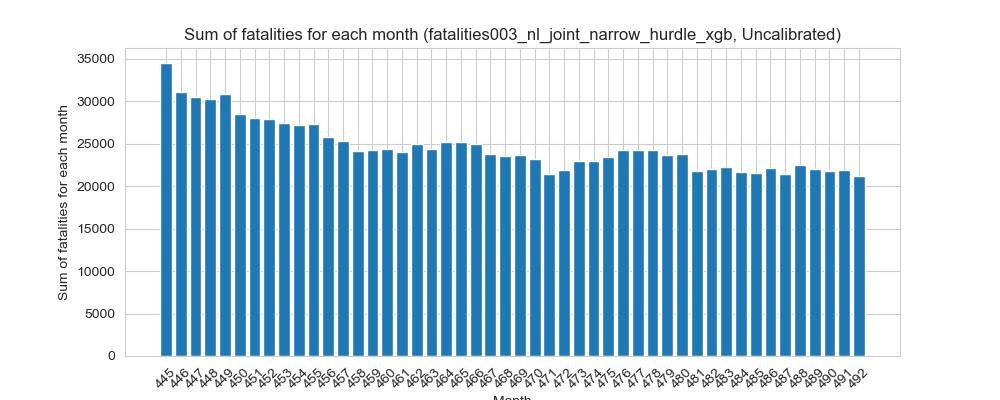 Sum of fatalities for each month (fatalities003_nl_joint_narrow_hurdle_xgb, Uncalibrated)
35000
30000
25000
20000
15000
10000
5000
0
Sum of fatalities for each month
445 446 447 448 449 450 451 452 453 454 455 456 457 458 459 460 461 462 463 464 465 466 467 468 469 470 471 472 473 474 475 476 477 478 479 480 481 482 483 484 485 486 487 488 489 490 491 492
Month